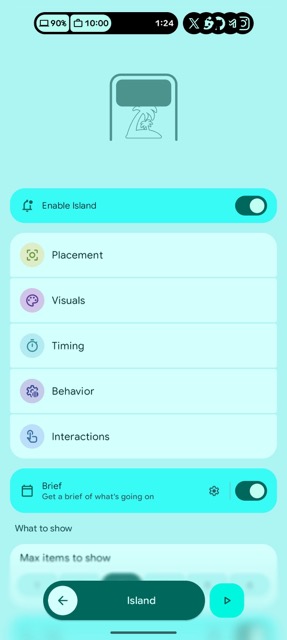 90% 10:00 1:24
Enable Island
Placement
Visuals
Timing
Behavior
Interactions
Brief
Get a brief of what's going on
What to show
Max items to show
Island